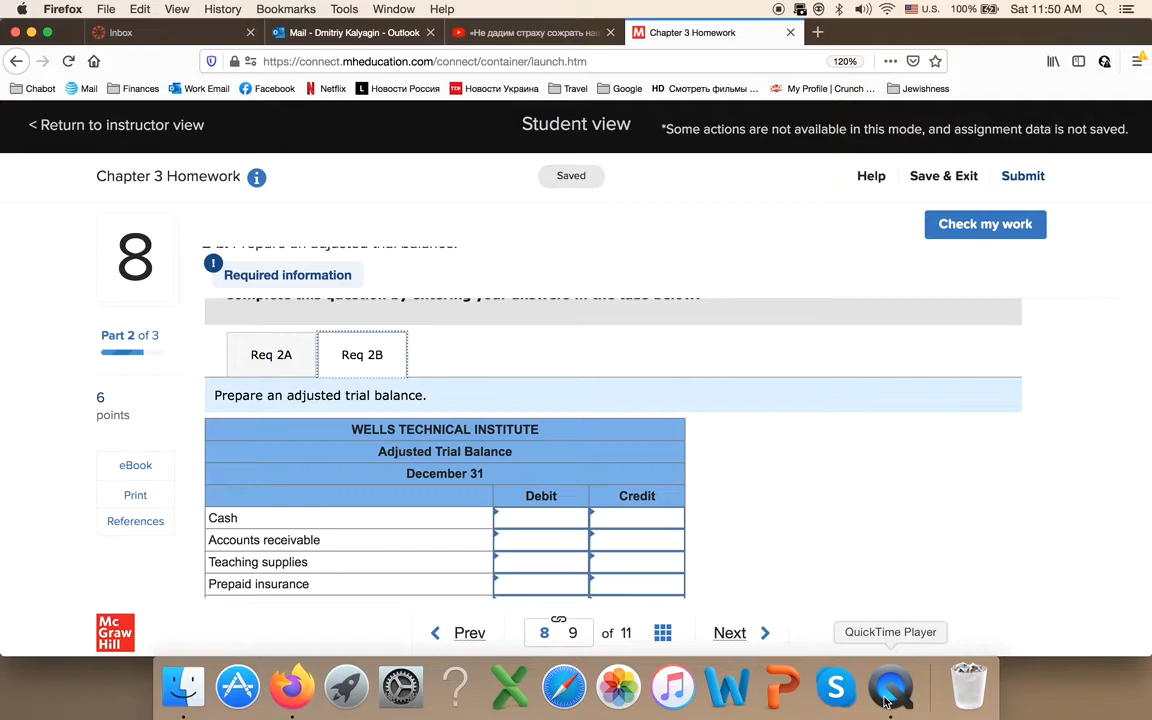 Firefox File Edit View History Bookmarks Tools Window Help U.S. 100% Sat 11:50 AM
Inbox Mail - Dmitriy Kalyagin - Outlook «Не дадим страху сожрать на Chapter 3 Homework
https://connect.mheducation.com/connect/container/launch.htm 120%
Chabot Mail Finances Work Email Facebook Netflix Новости Россия Новости Украина Travel Google HD Смотреть фильмы ... My Profile | Crunch ... Jewishness
< Return to instructor view Student view *Some actions are not available in this mode, and assignment data is not saved.
Chapter 3 Homework Saved Help Save & Exit Submit
Check my work
8
Required information
Part 2 of 3
Req 2A Req 2B
6
points
Prepare an adjusted trial balance.
eBook
Print
References
WELLS TECHNICAL INSTITUTE
Adjusted Trial Balance
December 31
Debit Credit
Cash
Accounts receivable
Teaching supplies
Prepaid insurance
Mc
Graw
Hill
Prev 8 9 of 11 Next
QuickTime Player